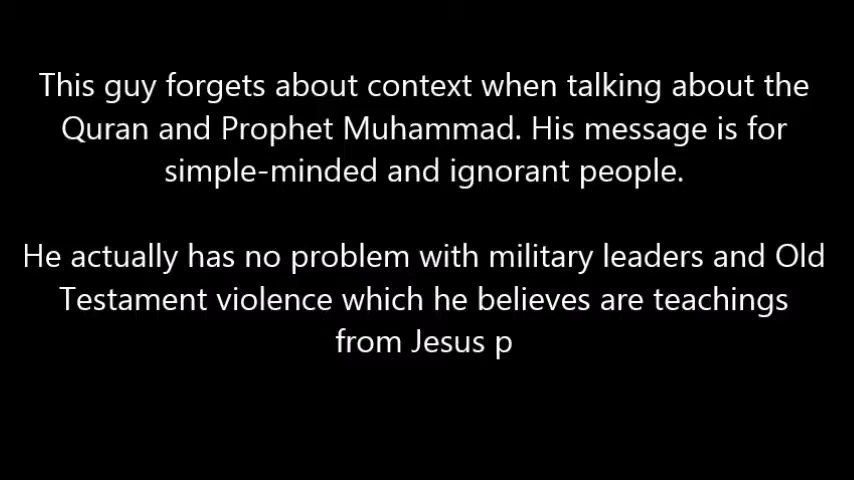 This guy forgets about context when talking about the
Quran and Prophet Muhammad. His message is for
simple-minded and ignorant people.
He actually has no problem with military leaders and Old
Testament violence which he believes are teachings
from Jesus p